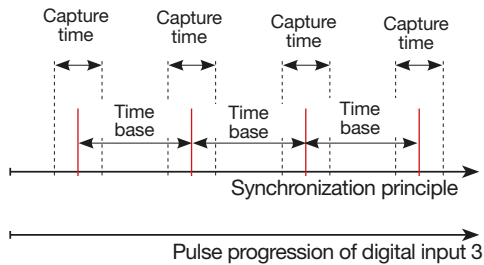 Capture
time
Capture
time
Capture
time
Capture
time
Time
base
Time
base
Time
base
Synchronization principle
Pulse progression of digital input 3